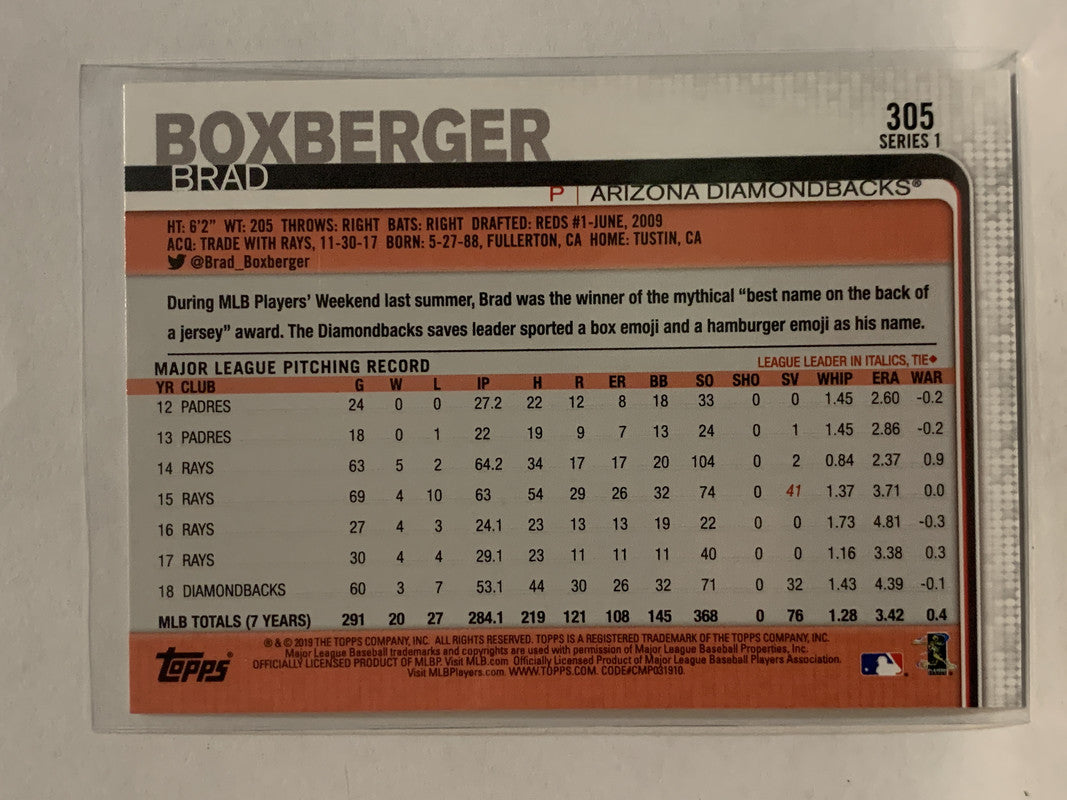 BOXBERGER
305
SERIES 1
BRAD
P | ARIZONA DIAMONDBACKS®
HT: 6'2" WT: 205 THROWS: RIGHT BATS: RIGHT DRAFTED: REDS #1-JUNE, 2009
ACQ: TRADE WITH RAYS, 11-30-17 BORN: 5-27-88, FULLERTON, CA HOME: TUSTIN, CA
@Brad_Boxberger
During MLB Players' Weekend last summer, Brad was the winner of the mythical "best name on the back of
a jersey" award. The Diamondbacks saves leader sported a box emoji and a hamburger emoji as his name.
MAJOR LEAGUE PITCHING RECORD LEAGUE LEADER IN ITALICS, TIE◆
YR CLUB G W L IP H R ER BB SO SHO SV WHIP ERA WAR
12 PADRES 24 0 0 27.2 22 12 8 18 33 0 0 1.45 2.60 -0.2
13 PADRES 18 0 1 22 19 9 7 13 24 0 1 1.45 2.86 -0.2
14 RAYS 63 5 2 64.2 34 17 17 20 104 0 2 0.84 2.37 0.9
15 RAYS 69 4 10 63 54 29 26 32 74 0 41 1.37 3.71 0.0
16 RAYS 27 4 3 24.1 23 13 13 19 22 0 0 1.73 4.81 -0.3
17 RAYS 30 4 4 29.1 23 11 11 11 40 0 0 1.16 3.38 0.3
18 DIAMONDBACKS 60 3 7 53.1 44 30 26 32 71 0 32 1.43 4.39 -0.1
MLB TOTALS (7 YEARS) 291 20 27 284.1 219 121 108 145 368 0 76 1.28 3.42 0.4
® & © 2019 THE TOPPS COMPANY, INC. ALL RIGHTS RESERVED. TOPPS IS A REGISTERED TRADEMARK OF THE TOPPS COMPANY, INC.
Major League Baseball trademarks and copyrights are used with permission of Major League Baseball Properties, Inc.
OFFICIALLY LICENSED PRODUCT OF MLBP. Visit MLB.com Officially Licensed Product of Major League Baseball Players Association.
Visit MLBPlayers.com. WWW.TOPPS.COM. CODE#CMP031910.
topps®